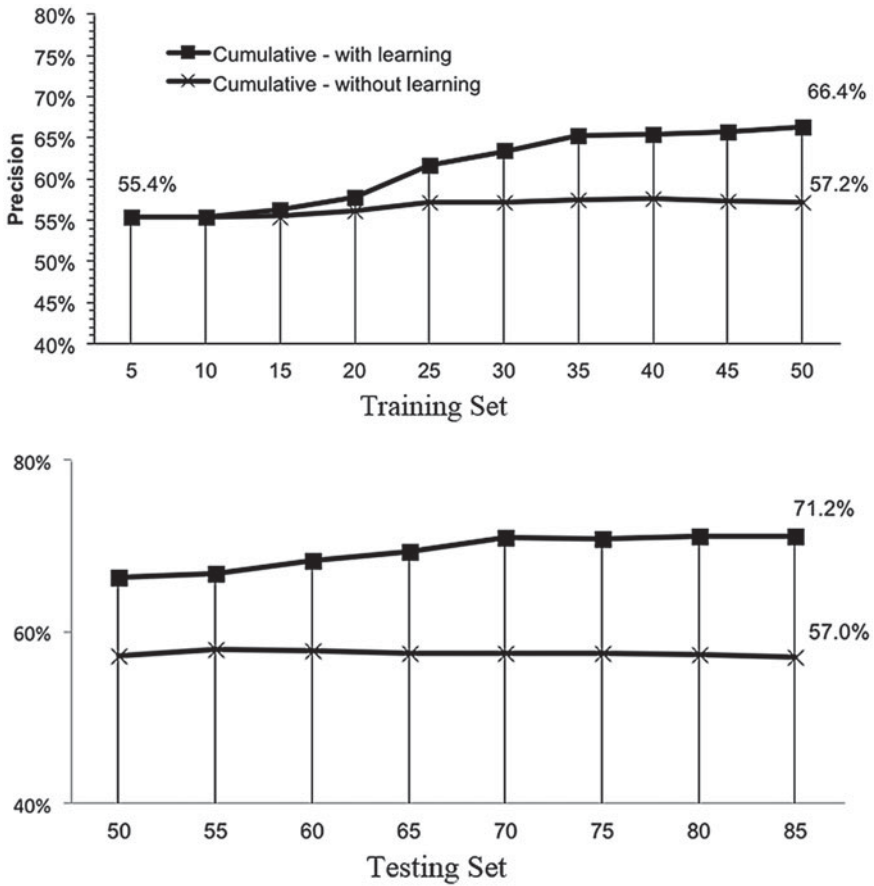 80%
75%
70%
65%
60%
55%
50%
45%
40%
Precision
Cumulative - with learning
Cumulative - without learning
55.4%
66.4%
57.2%
5 10 15 20 25 30 35 40 45 50
Training Set
80%
60%
40%
71.2%
57.0%
50 55 60 65 70 75 80 85
Testing Set